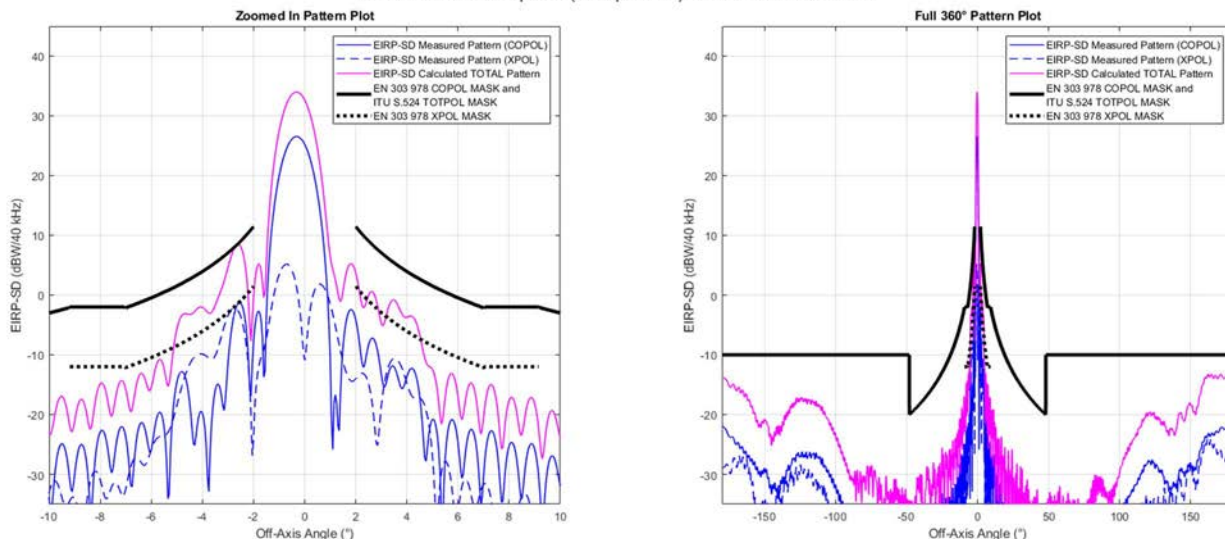 Zoomed In Pattern Plot
EIRP-SD (dBW/40 kHz)
40
30
20
10
0
-10
-20
-30
EIRP-SD Measured Pattern (COPOL)
EIRP-SD Measured Pattern (XPOL)
EIRP-SD Calculated TOTAL Pattern
EN 303 978 COPOL MASK and
ITU S.524 TOTPOL MASK
EN 303 978 XPOL MASK
-10 -8 -6 -4 -2 0 2 4 6 8 10
Off-Axis Angle (°)
Full 360° Pattern Plot
EIRP-SD (dBW/40 kHz)
40
30
20
10
0
-10
-20
-30
EIRP-SD Measured Pattern (COPOL)
EIRP-SD Measured Pattern (XPOL)
EIRP-SD Calculated TOTAL Pattern
EN 303 978 COPOL MASK and
ITU S.524 TOTPOL MASK
EN 303 978 XPOL MASK
-150 -100 -50 0 50 100 150
Off-Axis Angle (°)